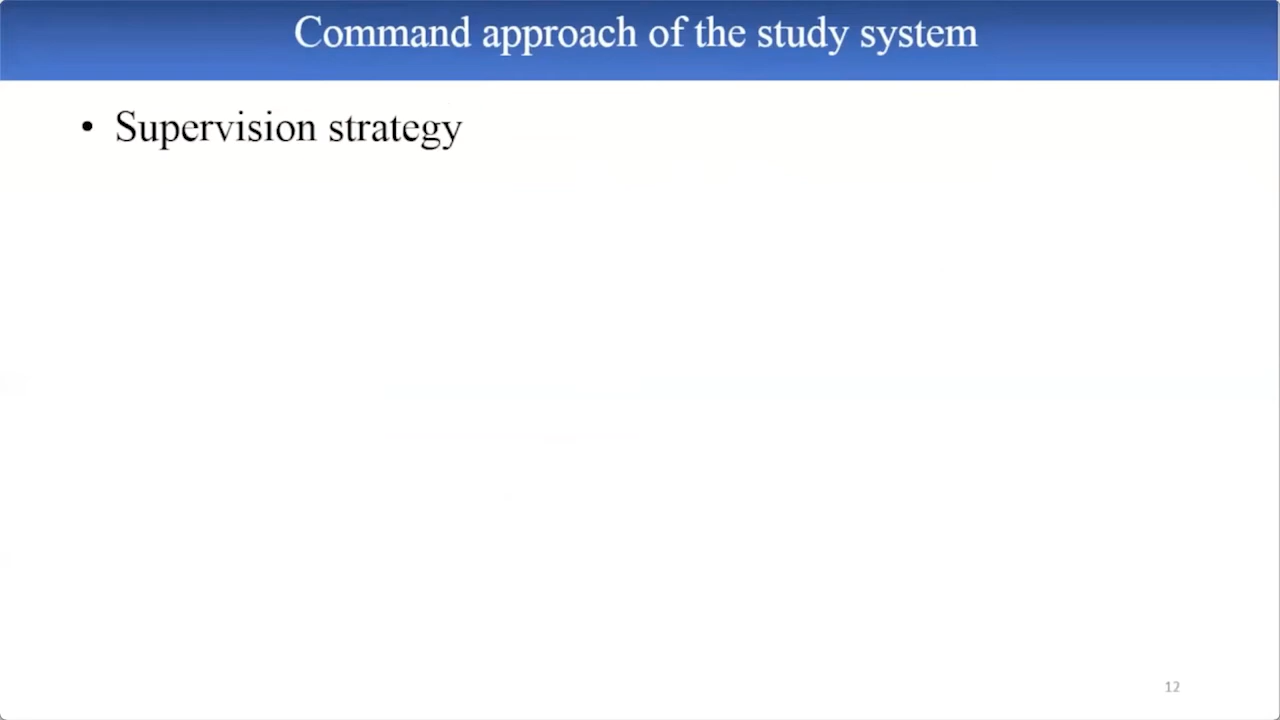 Command approach of the study system
• Supervision strategy
12